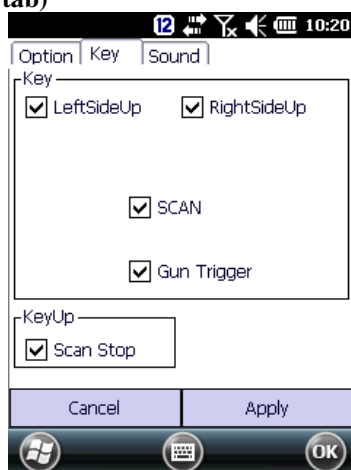 tab)
12 10:20
Option Key Sound
Key
LeftSideUp RightSideUp
SCAN
Gun Trigger
KeyUp
Scan Stop
Cancel Apply
OK